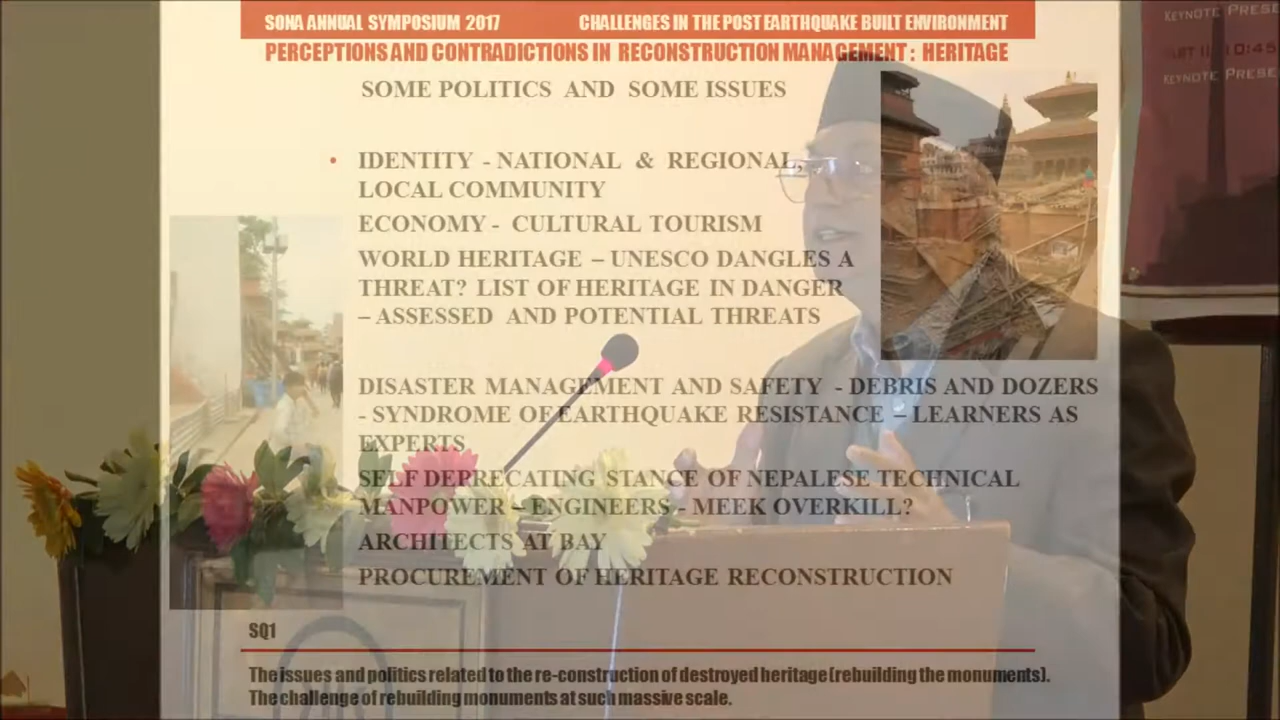 SONA ANNUAL SYMPOSIUM 2017 CHALLENGES IN THE POST EARTHQUAKE BUILT ENVIRONMENT
PERCEPTIONS AND CONTRADICTIONS IN RECONSTRUCTION MANAGEMENT : HERITAGE
SOME POLITICS AND SOME ISSUES
• IDENTITY - NATIONAL & REGIONAL,
LOCAL COMMUNITY
ECONOMY - CULTURAL TOURISM
WORLD HERITAGE – UNESCO DANGLES A
THREAT? LIST OF HERITAGE IN DANGER
– ASSESSED AND POTENTIAL THREATS
DISASTER MANAGEMENT AND SAFETY - DEBRIS AND DOZERS
- SYNDROME OF EARTHQUAKE RESISTANCE – LEARNERS AS
EXPERTS
SELF DEPRECATING STANCE OF NEPALESE TECHNICAL
MANPOWER – ENGINEERS - MEEK OVERKILL?
ARCHITECTS AT BAY
PROCUREMENT OF HERITAGE RECONSTRUCTION
SQ1
The issues and politics related to the re-construction of destroyed heritage (rebuilding the monuments).
The challenge of rebuilding monuments at such massive scale.
KEYNOTE
KEYNOTE